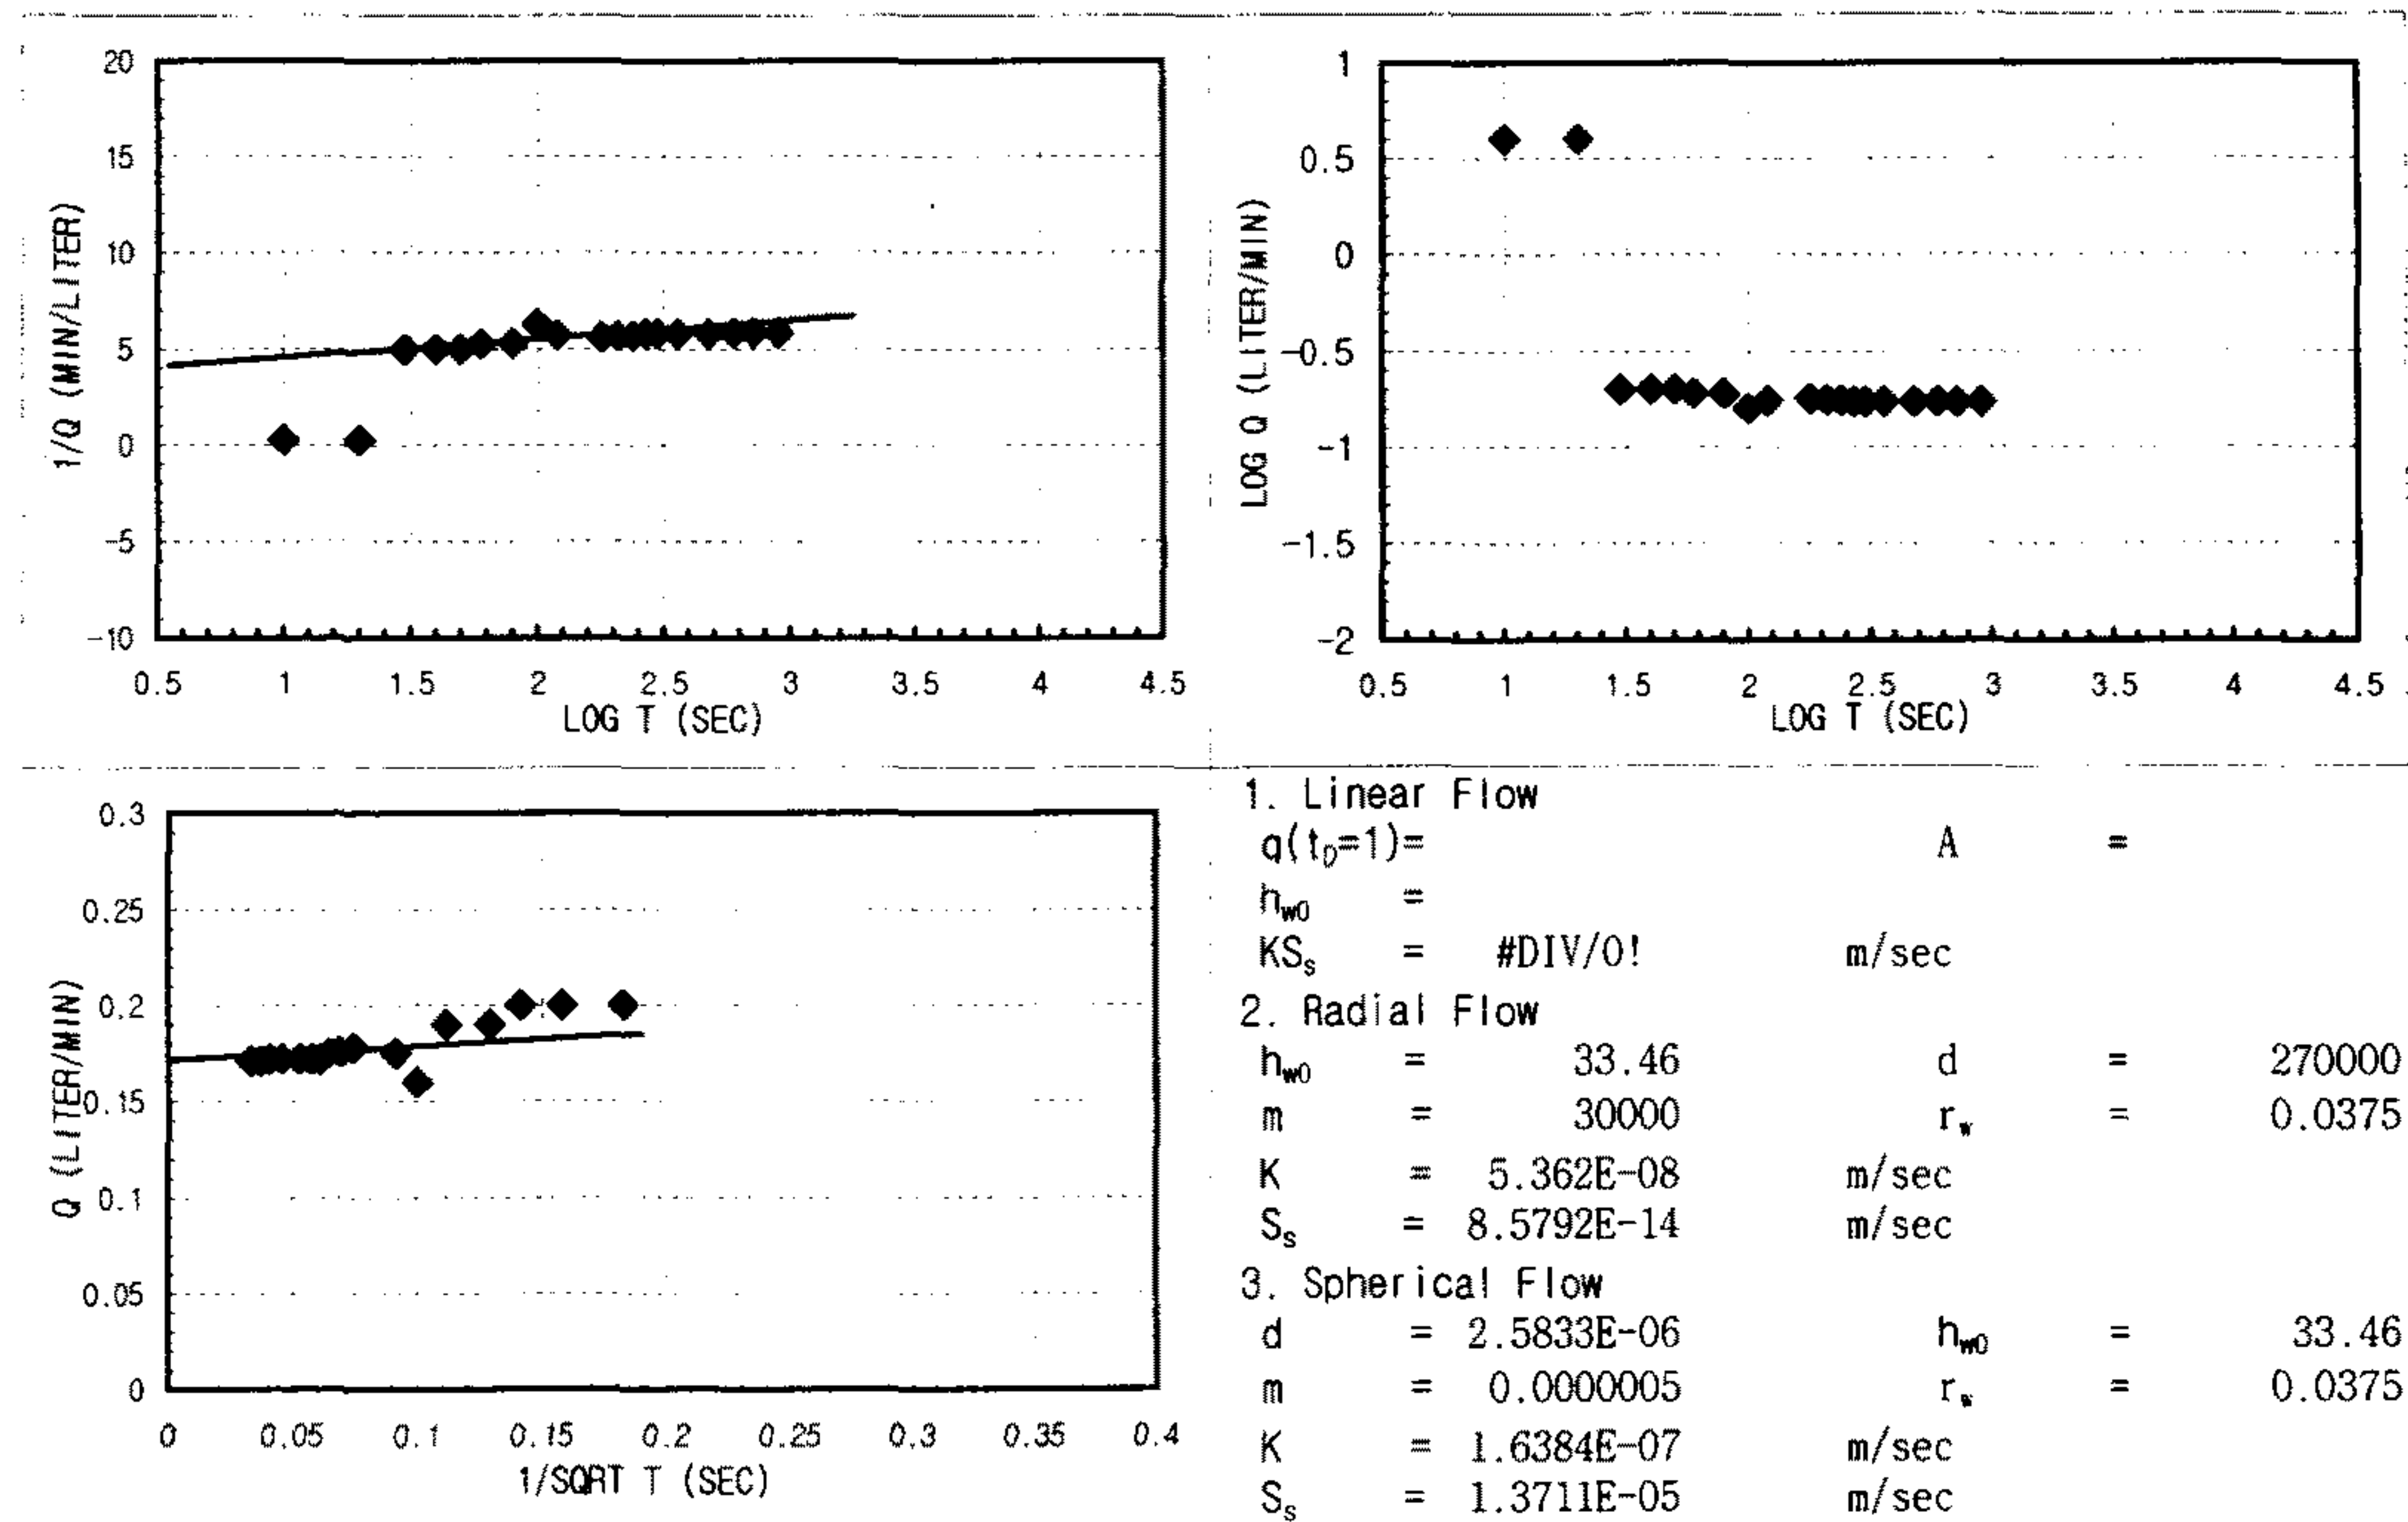 20
15
10
5
0
-5
-10
1/Q (MIN/LITER)
0.5 1 1.5 2 2.5 3 3.5 4 4.5
LOG T (SEC)
1
0.5
0
-0.5
-1
-1.5
-2
LOG Q (LITER/MIN)
0.5 1 1.5 2 2.5 3 3.5 4 4.5
LOG T (SEC)
0.3
0.25
0.2
0.15
0.1
0.05
0
Q (LITER/MIN)
0 0.05 0.1 0.15 0.2 0.25 0.3 0.35 0.4
1/SQRT T (SEC)
1. Linear Flow
q(t_D=1)= A =
h_w0 =
KS_s = #DIV/0! m/sec
2. Radial Flow
h_w0 = 33.46 d = 270000
m = 30000 r_w = 0.0375
K = 5.362E-08 m/sec
S_s = 8.5792E-14 m/sec
3. Spherical Flow
d = 2.5833E-06 h_w0 = 33.46
m = 0.0000005 r_w = 0.0375
K = 1.6384E-07 m/sec
S_s = 1.3711E-05 m/sec